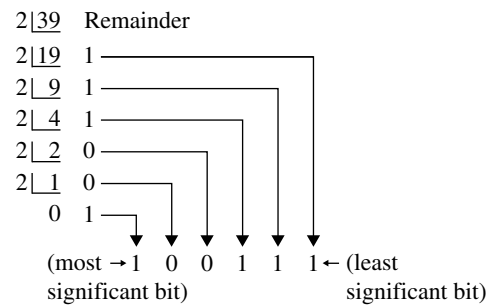 2 39 Remainder
2 19 1
2 9 1
2 4 1
2 2 0
2 1 0
0 1
(most → 1 0 0 1 1 1 ← (least
significant bit) significant bit)